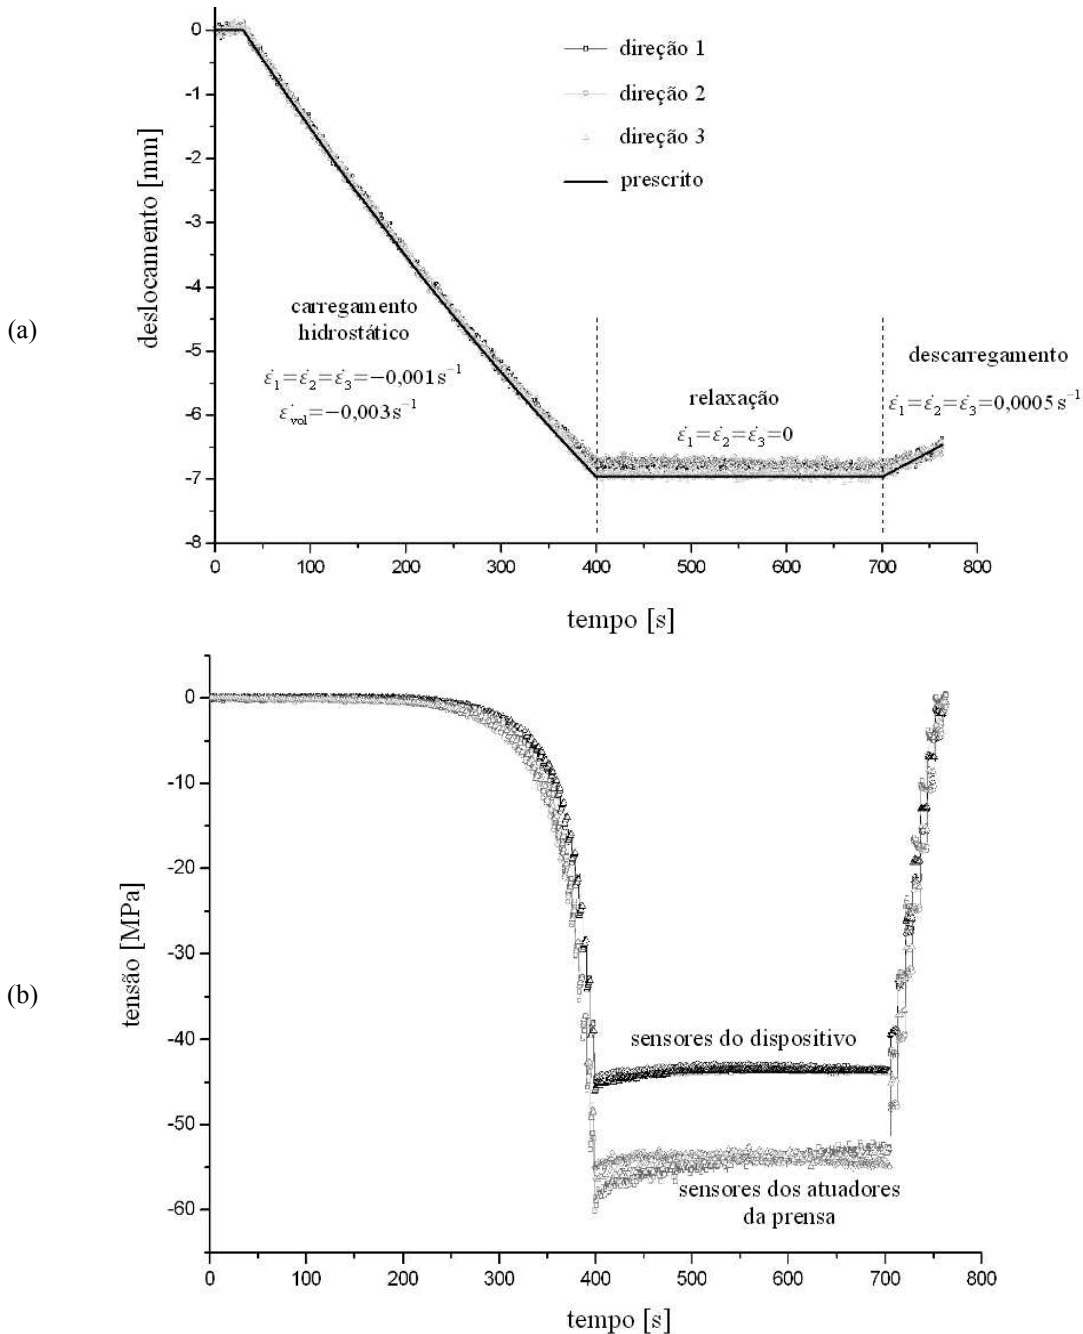 0
-1
-2
-3
-4
-5
-6
-7
-8
deslocamento [mm]
direção 1
direção 2
direção 3
prescrito
(a)
carregamento
hidrostático
ε̇₁=ε̇₂=ε̇₃=−0,001 s⁻¹
ε̇vol=−0,003 s⁻¹
relaxação
ε̇₁=ε̇₂=ε̇₃=0
descarregamento
ε̇₁=ε̇₂=ε̇₃=0,0005 s⁻¹
0 100 200 300 400 500 600 700 800
tempo [s]
0
-10
-20
-30
-40
-50
-60
tensão [MPa]
(b)
sensores do dispositivo
sensores dos atuadores
da prensa
0 100 200 300 400 500 600 700 800
tempo [s]